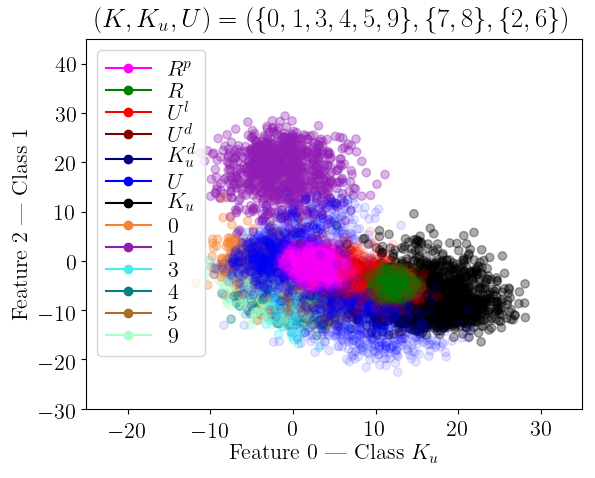 (K, K_u, U) = ({0, 1, 3, 4, 5, 9}, {7, 8}, {2, 6})
40
30
20
10
0
−10
−20
−30
Feature 2 — Class 1
R^p
R
U^l
U^d
K_u^d
U
K_u
0
1
3
4
5
9
−20
−10
0
10
20
30
Feature 0 — Class K_u